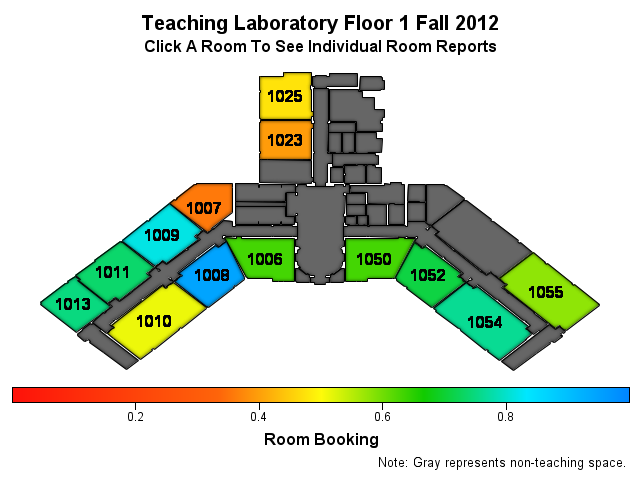 Teaching Laboratory Floor 1 Fall 2012
Click A Room To See Individual Room Reports
1025
1023
1007
1009
1011
1013
1008
1010
1006
1050
1052
1054
1055
0.2 0.4 0.6 0.8
Room Booking
Note: Gray represents non-teaching space.